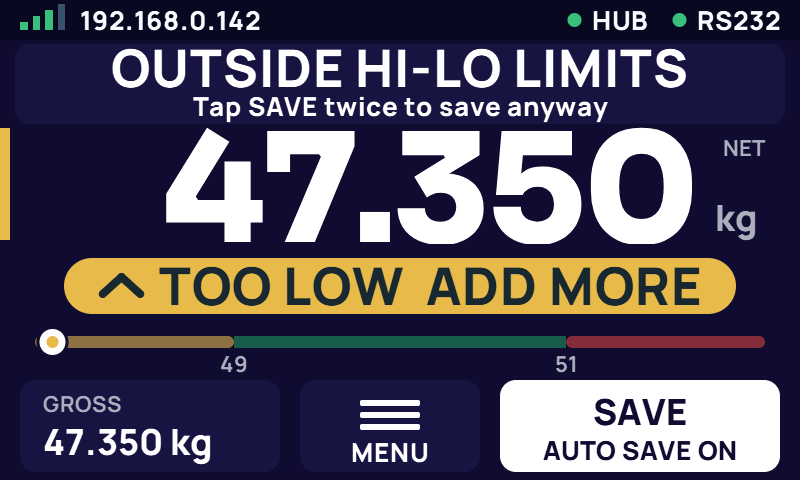 192.168.0.142
HUB RS232
OUTSIDE HI-LO LIMITS
Tap SAVE twice to save anyway
47.350
NET
kg
TOO LOW ADD MORE
49 51
GROSS
47.350 kg
MENU
SAVE
AUTO SAVE ON